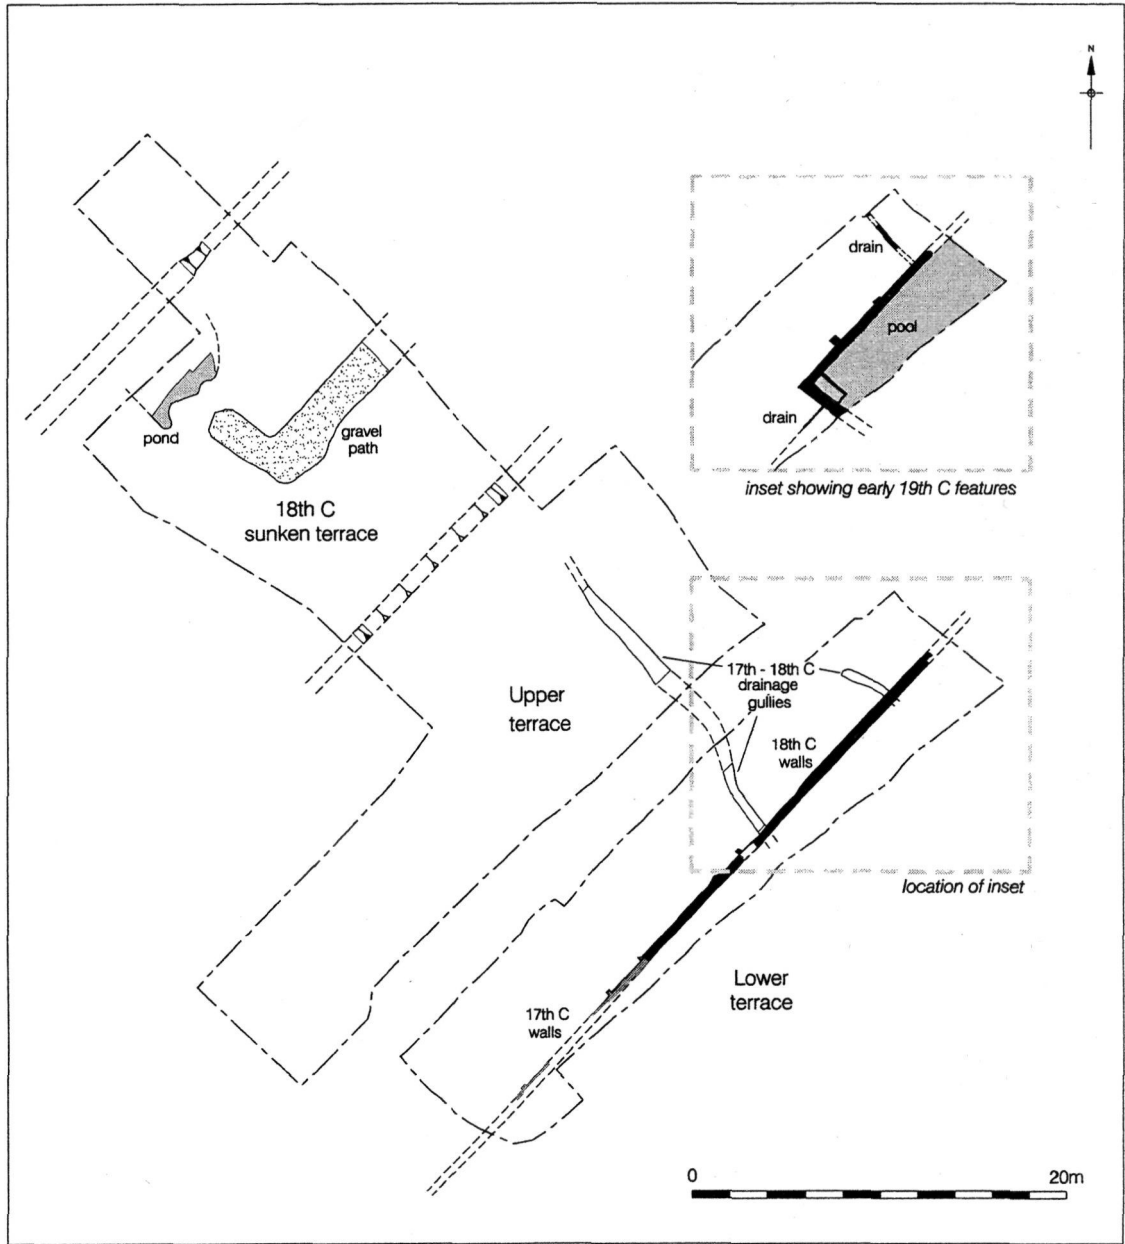 N
drain
pool
drain
inset showing early 19th C features
pond
gravel
path
18th C
sunken terrace
17th - 18th C
drainage
gullies
Upper
terrace
18th C
walls
location of inset
Lower
terrace
17th C
walls
0 20m